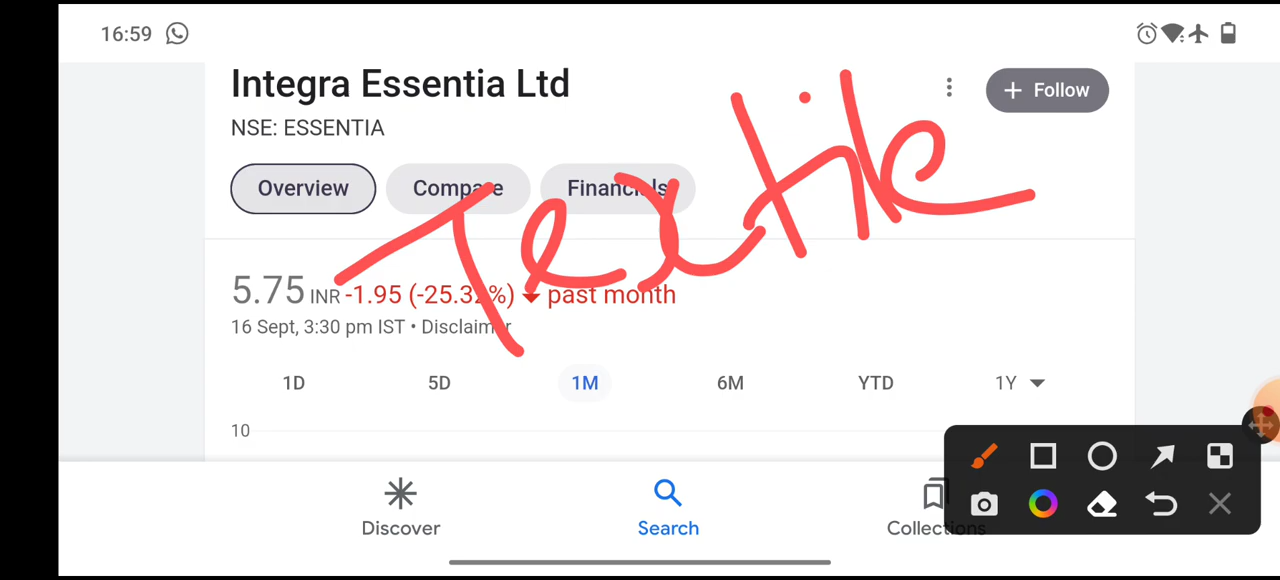 16:59
Integra Essentia Ltd
+ Follow
NSE: ESSENTIA
Overview Compare Financials
Textile
5.75 INR -1.95 (-25.32%) past month
16 Sept, 3:30 pm IST • Disclaimer
1D 5D 1M 6M YTD 1Y
10
Discover Search Collections